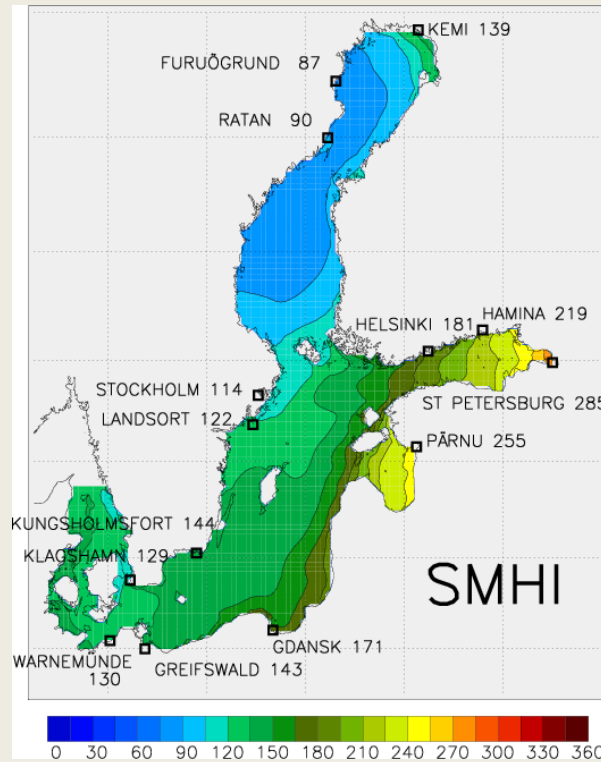 KEMI 139
FURUÖGRUND 87
RATAN 90
HAMINA 219
HELSINKI 181
STOCKHOLM 114
ST PETERSBURG 285
LANDSORT 122
PÄRNU 255
KUNGSHOLMSFORT 144
KLAGSHAMN 129
SMHI
GDANSK 171
WARNEMÜNDE
130
GREIFSWALD 143
0 30 60 90 120 150 180 210 240 270 300 330 360